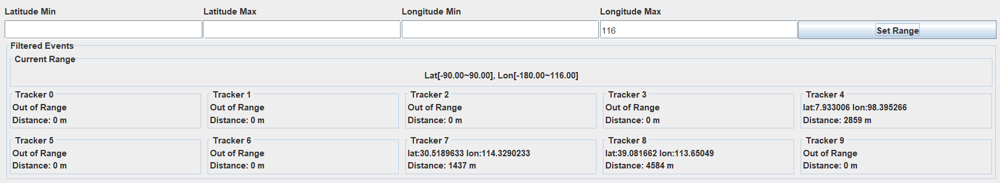 Latitude Min Latitude Max Longitude Min Longitude Max
116 Set Range
Filtered Events
Current Range
Lat[-90.00~90.00], Lon[-180.00~116.00]
Tracker 0 Tracker 1 Tracker 2 Tracker 3 Tracker 4
Out of Range Out of Range Out of Range Out of Range lat:7.933006 lon:98.395266
Distance: 0 m Distance: 0 m Distance: 0 m Distance: 0 m Distance: 2859 m
Tracker 5 Tracker 6 Tracker 7 Tracker 8 Tracker 9
Out of Range Out of Range lat:30.5189633 lon:114.3290233 lat:39.081662 lon:113.65049 Out of Range
Distance: 0 m Distance: 0 m Distance: 1437 m Distance: 4584 m Distance: 0 m